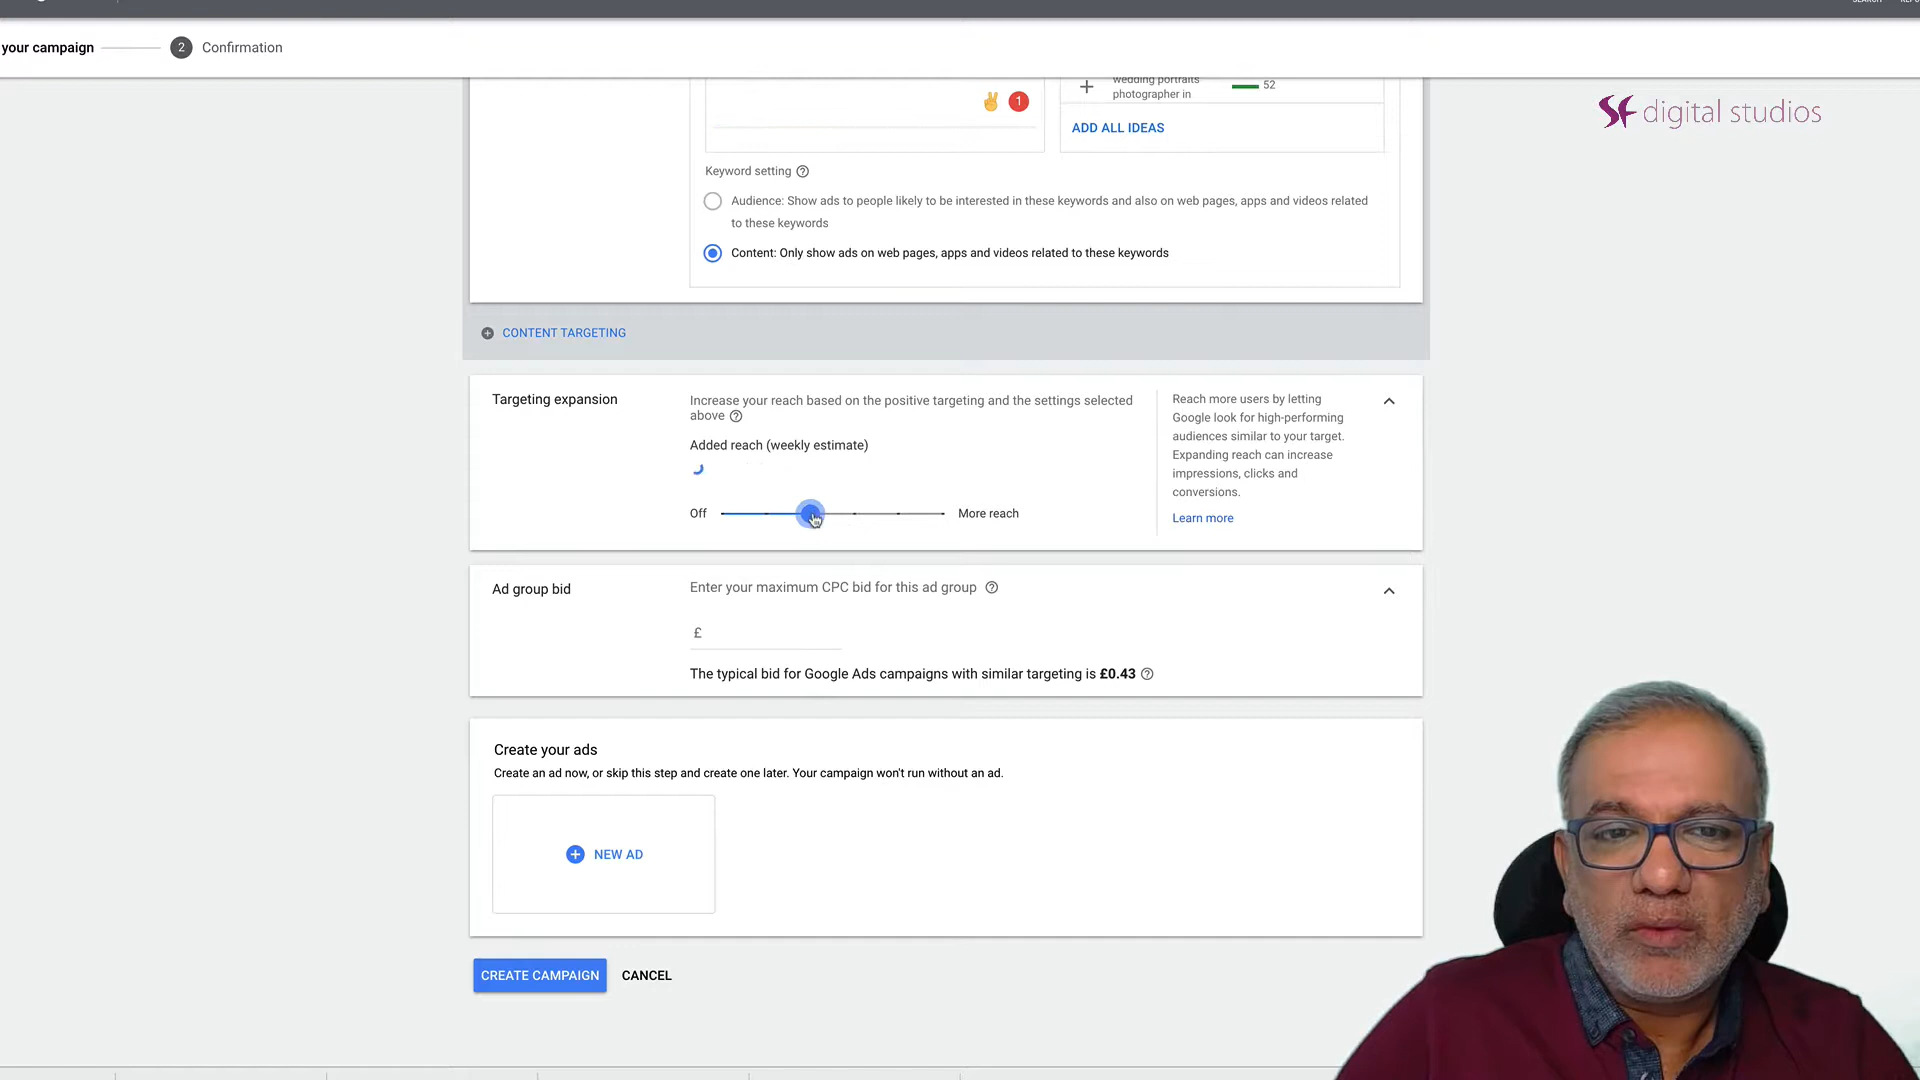 your campaign
2
Confirmation
wedding portraits
photographer in
52
1
ADD ALL IDEAS
SF digital studios
Keyword setting
Audience: Show ads to people likely to be interested in these keywords and also on web pages, apps and videos related
to these keywords
Content: Only show ads on web pages, apps and videos related to these keywords
CONTENT TARGETING
Targeting expansion
Increase your reach based on the positive targeting and the settings selected
above
Added reach (weekly estimate)
Off
More reach
Reach more users by letting
Google look for high-performing
audiences similar to your target.
Expanding reach can increase
impressions, clicks and
conversions.
Learn more
Ad group bid
Enter your maximum CPC bid for this ad group
£
The typical bid for Google Ads campaigns with similar targeting is £0.43
Create your ads
Create an ad now, or skip this step and create one later. Your campaign won't run without an ad.
NEW AD
CREATE CAMPAIGN
CANCEL